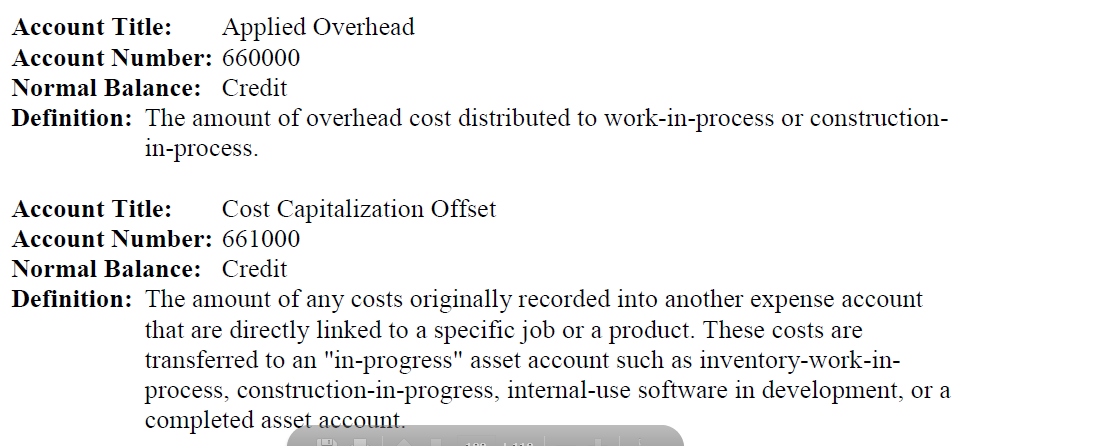 Account Title: Applied Overhead
Account Number: 660000
Normal Balance: Credit
Definition: The amount of overhead cost distributed to work-in-process or construction-
in-process.
Account Title: Cost Capitalization Offset
Account Number: 661000
Normal Balance: Credit
Definition: The amount of any costs originally recorded into another expense account
that are directly linked to a specific job or a product. These costs are
transferred to an "in-progress" asset account such as inventory-work-in-
process, construction-in-progress, internal-use software in development, or a
completed asset account.